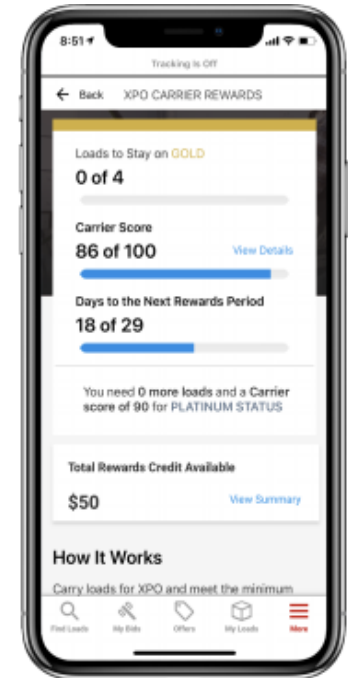 8:51
Tracking Is Off
← Back XPO CARRIER REWARDS
Loads to Stay on GOLD
0 of 4
Carrier Score
86 of 100 View Details
Days to the Next Rewards Period
18 of 29
You need 0 more loads and a Carrier
score of 90 for PLATINUM STATUS
Total Rewards Credit Available
$50 View Summary
How It Works
Carry loads for XPO and meet the minimum
Find Loads My Bids Offers My Loads More